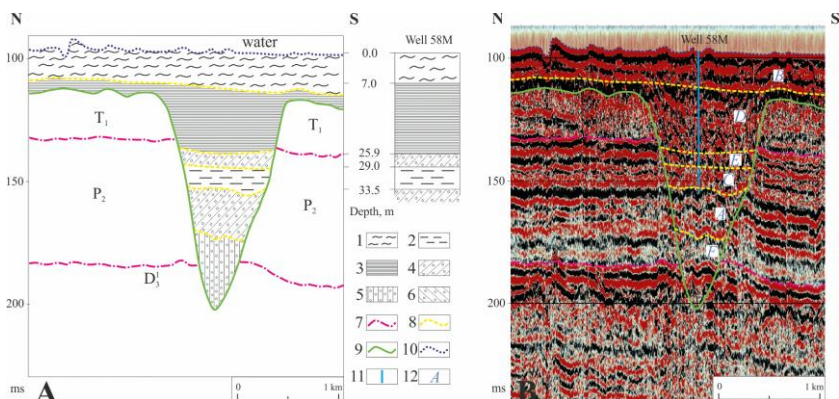 N
S
water
100
T₁
T₁
150
P₂
P₂
D₃¹
200
ms
A
0
1 km
Well 58M
0.0
7.0
25.9
29.0
33.5
Depth, m
1
2
3
4
5
6
7
8
9
10
11
12
A
N
S
Well 58M
100
B
150
A
200
ms
B
0
1 km